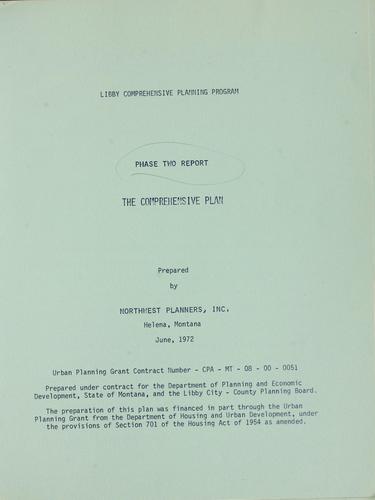 LIBBY COMPREHENSIVE PLANNING PROGRAM
PHASE TWO REPORT
THE COMPREHENSIVE PLAN
Prepared
by
NORTHWEST PLANNERS, INC.
Helena, Montana
June, 1972
Urban Planning Grant Contract Number - CPA - MT - 08 - 00 - 0051
Prepared under contract for the Department of Planning and Economic
Development, State of Montana, and the Libby City - County Planning Board.
The preparation of this plan was financed in part through the Urban
Planning Grant from the Department of Housing and Urban Development, under
the provisions of Section 701 of the Housing Act of 1954 as amended.